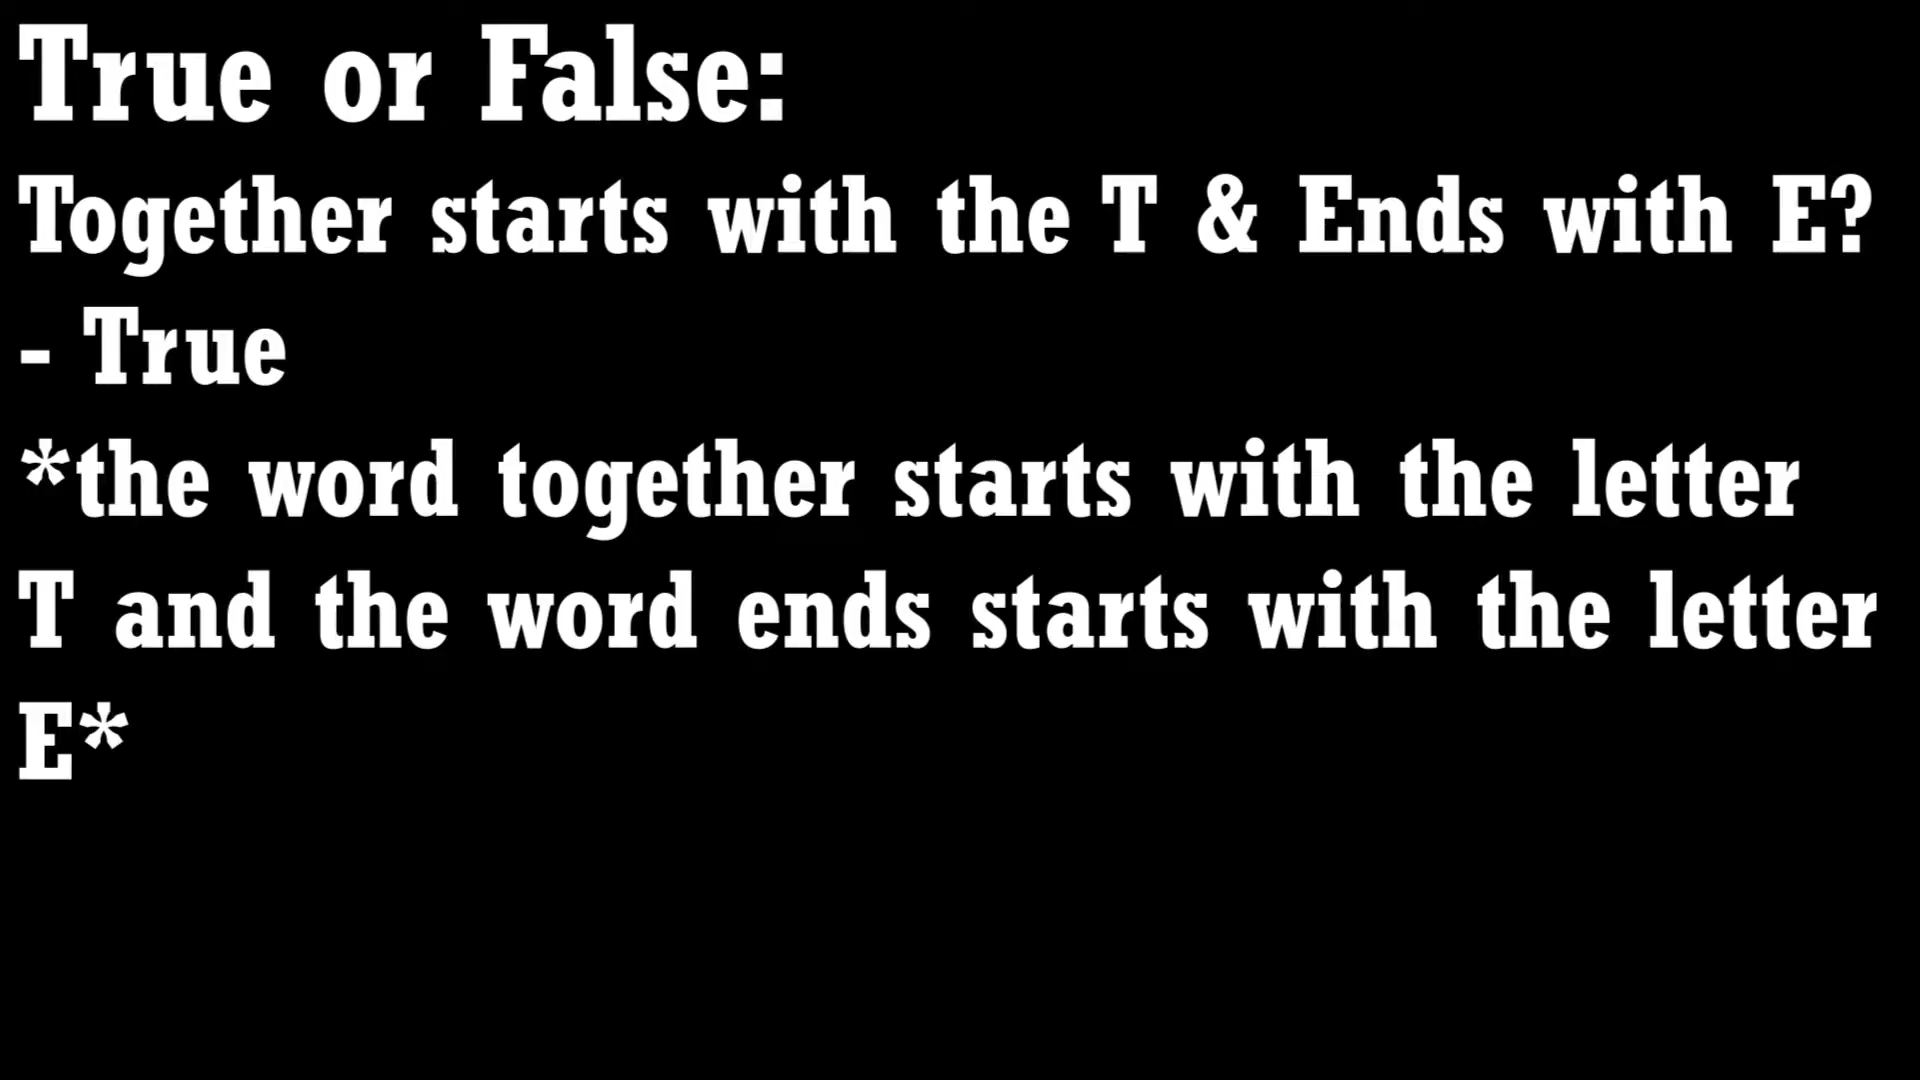 True or False:
Together starts with the T & Ends with E?
- True
*the word together starts with the letter
T and the word ends starts with the letter
E*